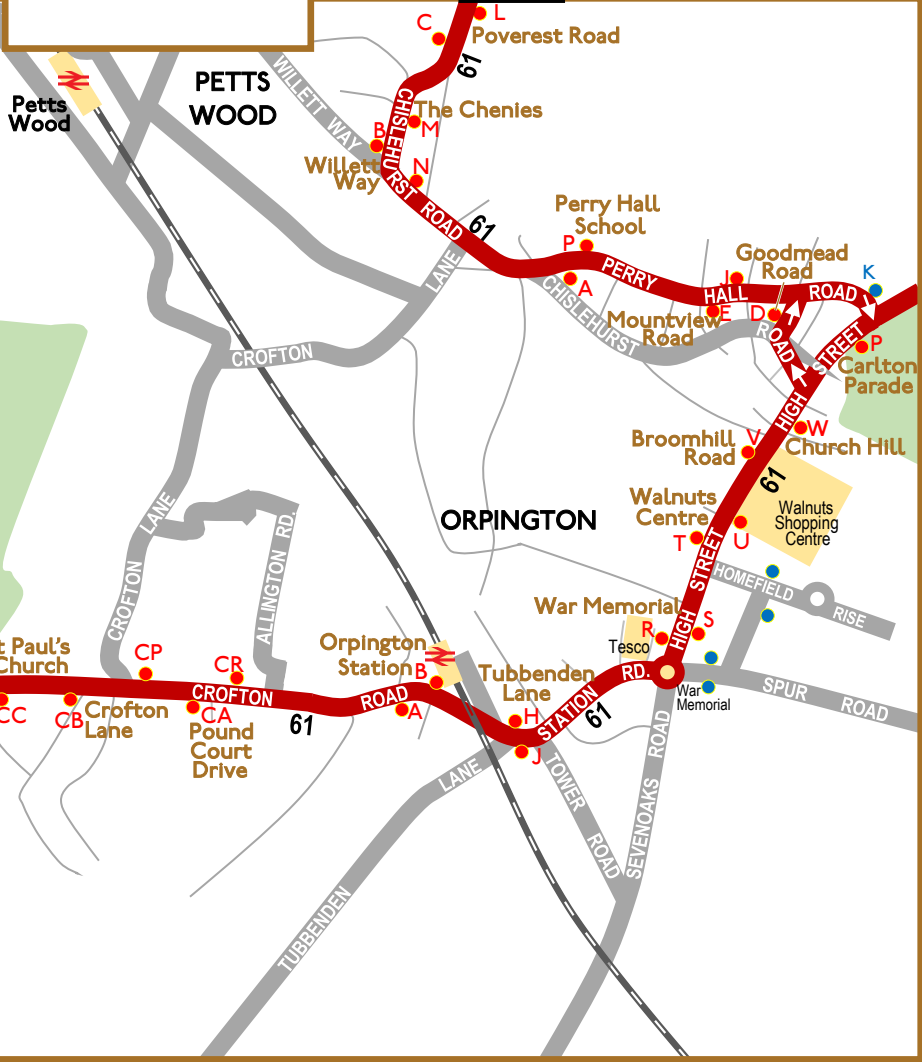 L
C
Poverest Road
61
WILLETT WAY
PETTS
WOOD
Petts
Wood
CHISLEHURST ROAD
The Chenies
M
B
Willett
Way
N
61
LANE
Perry Hall
School
P
A
PERRY
HALL
ROAD
Goodmead
Road
J
K
E
D
Mountview
Road
CHISLEHURST
ROAD
STREET
P
Carlton
Parade
CROFTON
HIGH
W
Church Hill
V
Broomhill
Road
61
Walnuts
Centre
Walnuts
Shopping
Centre
U
T
ORPINGTON
LANE
CROFTON
ALLINGTON RD.
STREET
HIGH
HOMEFIELD
RISE
War Memorial
S
R
Tesco
t Paul's
Church
CP
CR
Orpington
Station
B
Tubbenden
Lane
RD.
STATION
61
War
Memorial
SPUR
ROAD
CC
CB
Crofton
Lane
CROFTON
ROAD
CA
Pound
Court
Drive
61
A
H
J
LANE
TUBBENDEN
TOWER
ROAD
SEVENOAKS
ROAD